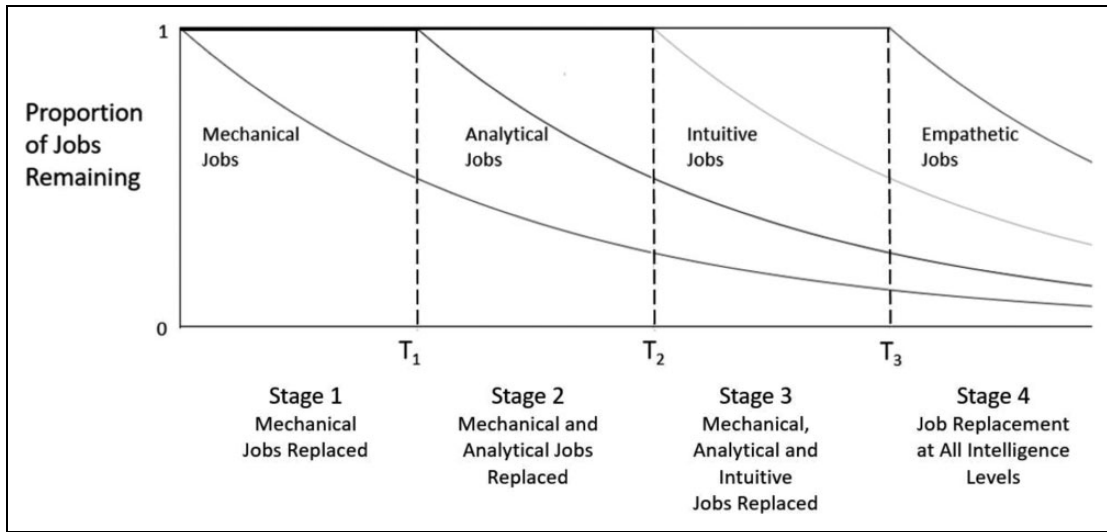 1
Proportion
of Jobs
Remaining
Mechanical
Jobs
Analytical
Jobs
Intuitive
Jobs
Empathetic
Jobs
0
T1
T2
T3
Stage 1
Mechanical
Jobs Replaced
Stage 2
Mechanical and
Analytical Jobs
Replaced
Stage 3
Mechanical,
Analytical and
Intuitive
Jobs Replaced
Stage 4
Job Replacement
at All Intelligence
Levels